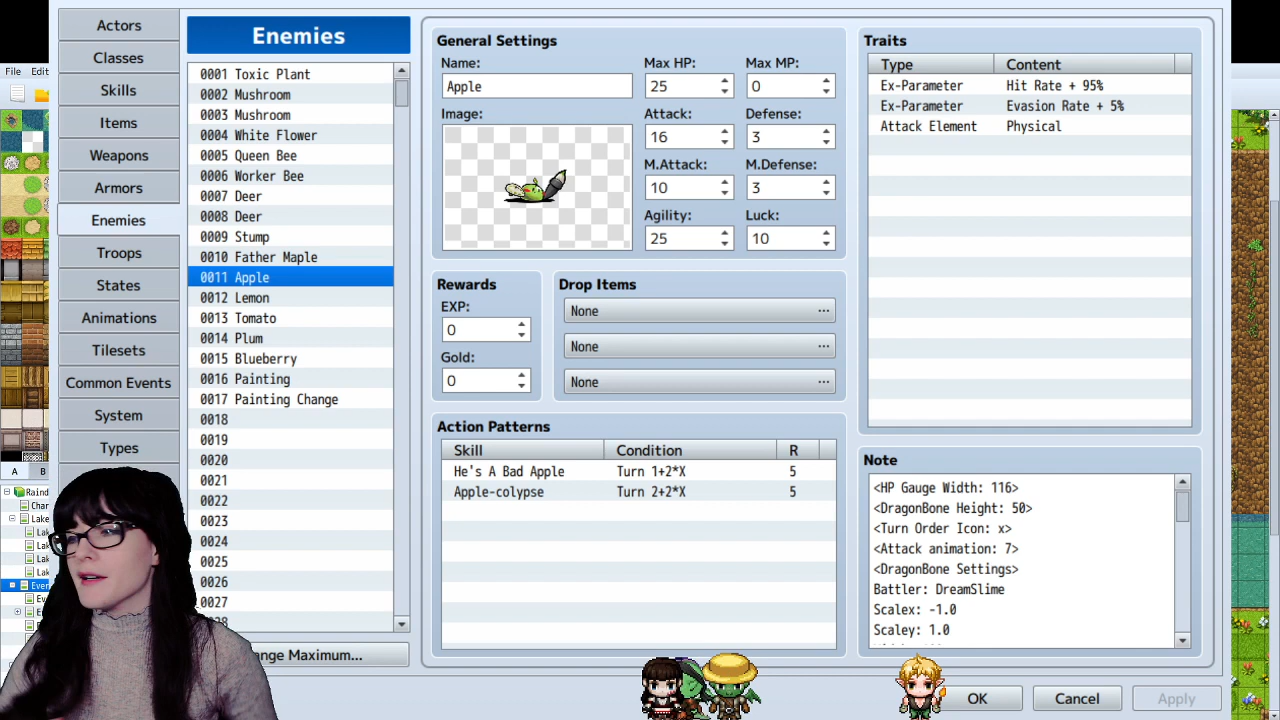 File Edit
Actors
Classes
Skills
Items
Weapons
Armors
Enemies
Troops
States
Animations
Tilesets
Common Events
System
Types
A B
Enemies
0001 Toxic Plant
0002 Mushroom
0003 Mushroom
0004 White Flower
0005 Queen Bee
0006 Worker Bee
0007 Deer
0008 Deer
0009 Stump
0010 Father Maple
0011 Apple
0012 Lemon
0013 Tomato
0014 Plum
0015 Blueberry
0016 Painting
0017 Painting Change
0018
0019
0020
0021
0022
0023
0024
0025
0026
0027
Maximum...
General Settings
Name:
Apple
Image:
Max HP: Max MP:
25 0
Attack: Defense:
16 3
M.Attack: M.Defense:
10 3
Agility: Luck:
25 10
Rewards
EXP:
0
Gold:
0
Drop Items
None ...
None ...
None ...
Action Patterns
Skill Condition R
He's A Bad Apple Turn 1+2*X 5
Apple-colypse Turn 2+2*X 5
Traits
Type Content
Ex-Parameter Hit Rate + 95%
Ex-Parameter Evasion Rate + 5%
Attack Element Physical
Note
<HP Gauge Width: 116>
<DragonBone Height: 50>
<Turn Order Icon: x>
<Attack animation: 7>
<DragonBone Settings>
Battler: DreamSlime
Scalex: -1.0
Scaley: 1.0
OK Cancel Apply